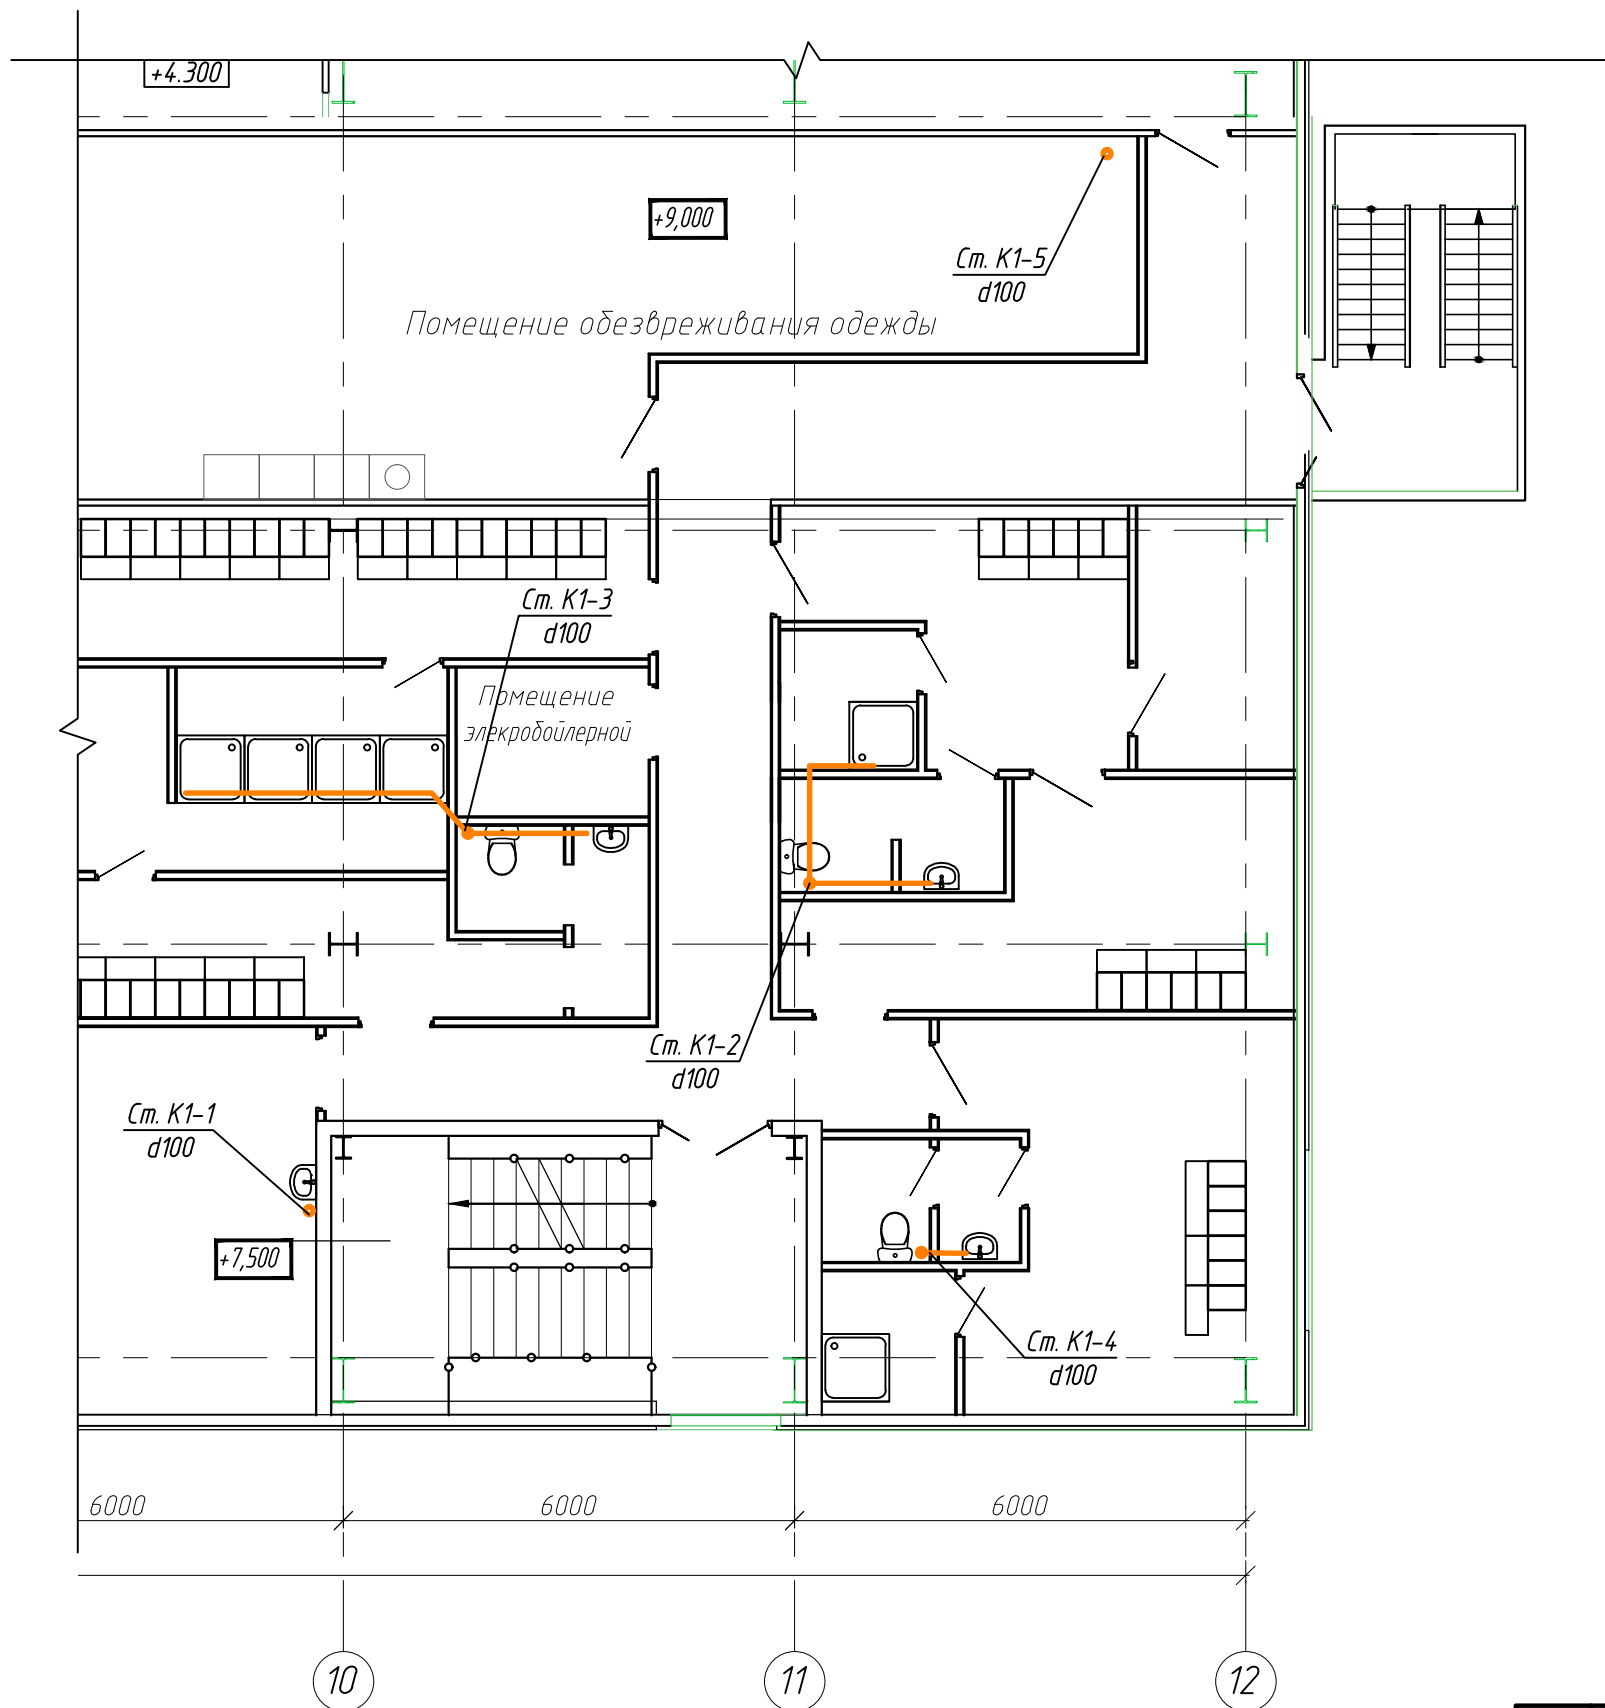 +4.300
+9,000
Ст. К1-5
d100
Помещение обезвреживания одежды
Ст. К1-3
d100
Помещение
элекробойлерной
Ст. К1-2
d100
Ст. К1-1
d100
+7,500
Ст. К1-4
d100
6000
6000
6000
10
11
12